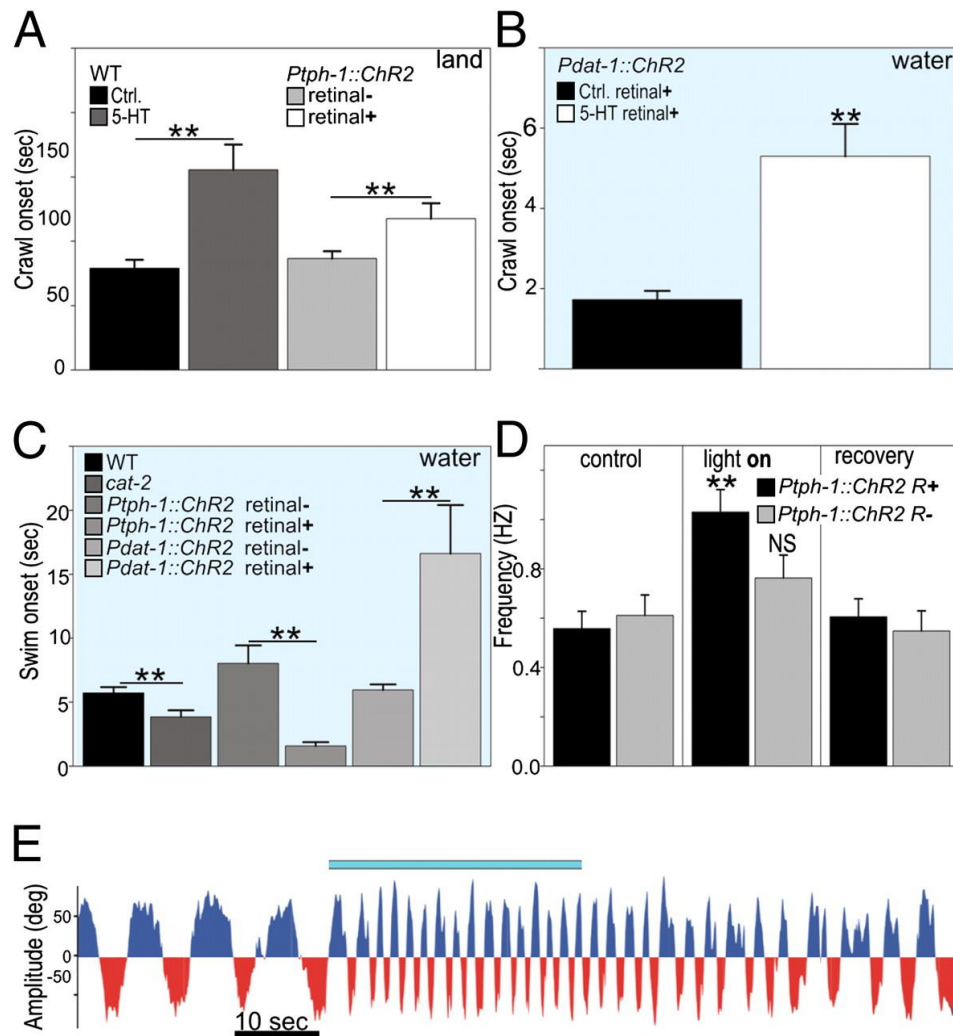 A
land
WT
Ctrl.
5-HT
Ptph-1::ChR2
retinal-
retinal+
**
**
Crawl onset (sec)
150
100
50
0
B
water
Pdat-1::ChR2
Ctrl. retinal+
5-HT retinal+
**
Crawl onset (sec)
6
4
2
C
water
WT
cat-2
Ptph-1::ChR2 retinal-
Ptph-1::ChR2 retinal+
Pdat-1::ChR2 retinal-
Pdat-1::ChR2 retinal+
**
**
**
Swim onset (sec)
20
15
10
5
0
D
control
light on
recovery
**
Ptph-1::ChR2 R+
Ptph-1::ChR2 R-
NS
Frequency (HZ)
0.8
0.4
0.0
E
Amplitude (deg)
50
0
-50
10 sec